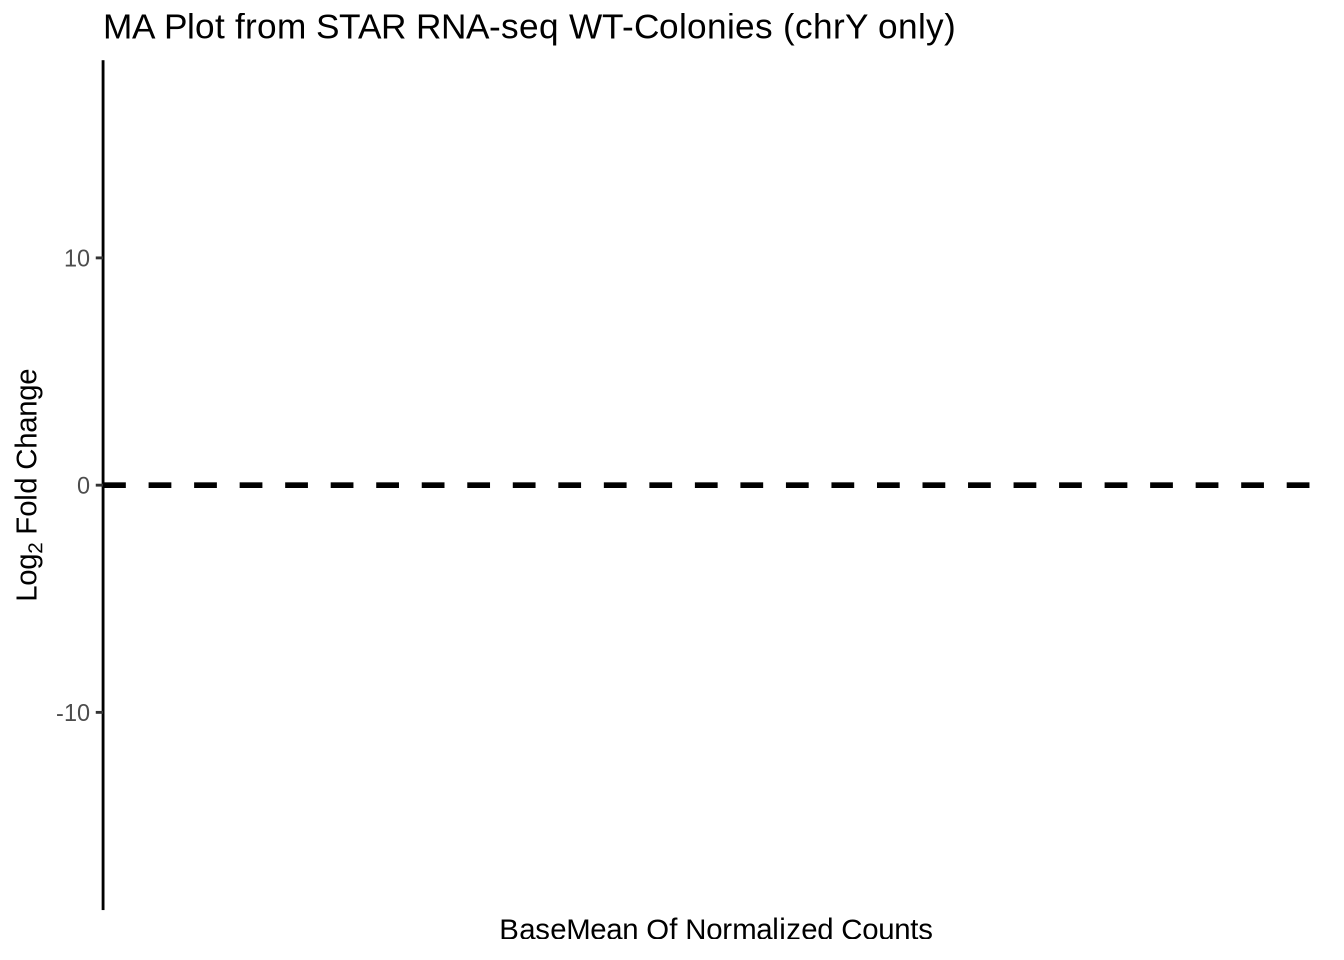 MA Plot from STAR RNA-seq WT-Colonies (chrY only)
10
0
-10
Log₂ Fold Change
BaseMean Of Normalized Counts